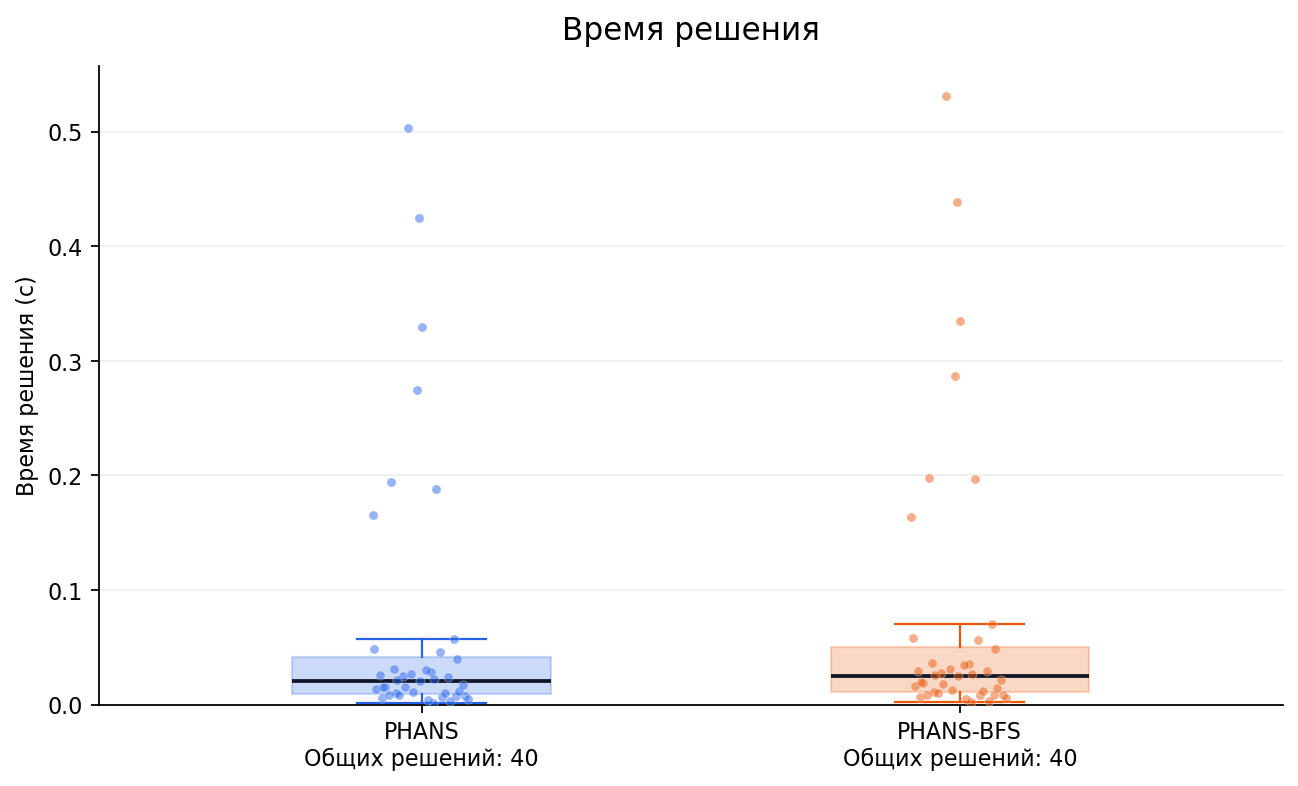 Время решения
Время решения (с)
0.5
0.4
0.3
0.2
0.1
0.0
PHANS
Общих решений: 40
PHANS-BFS
Общих решений: 40